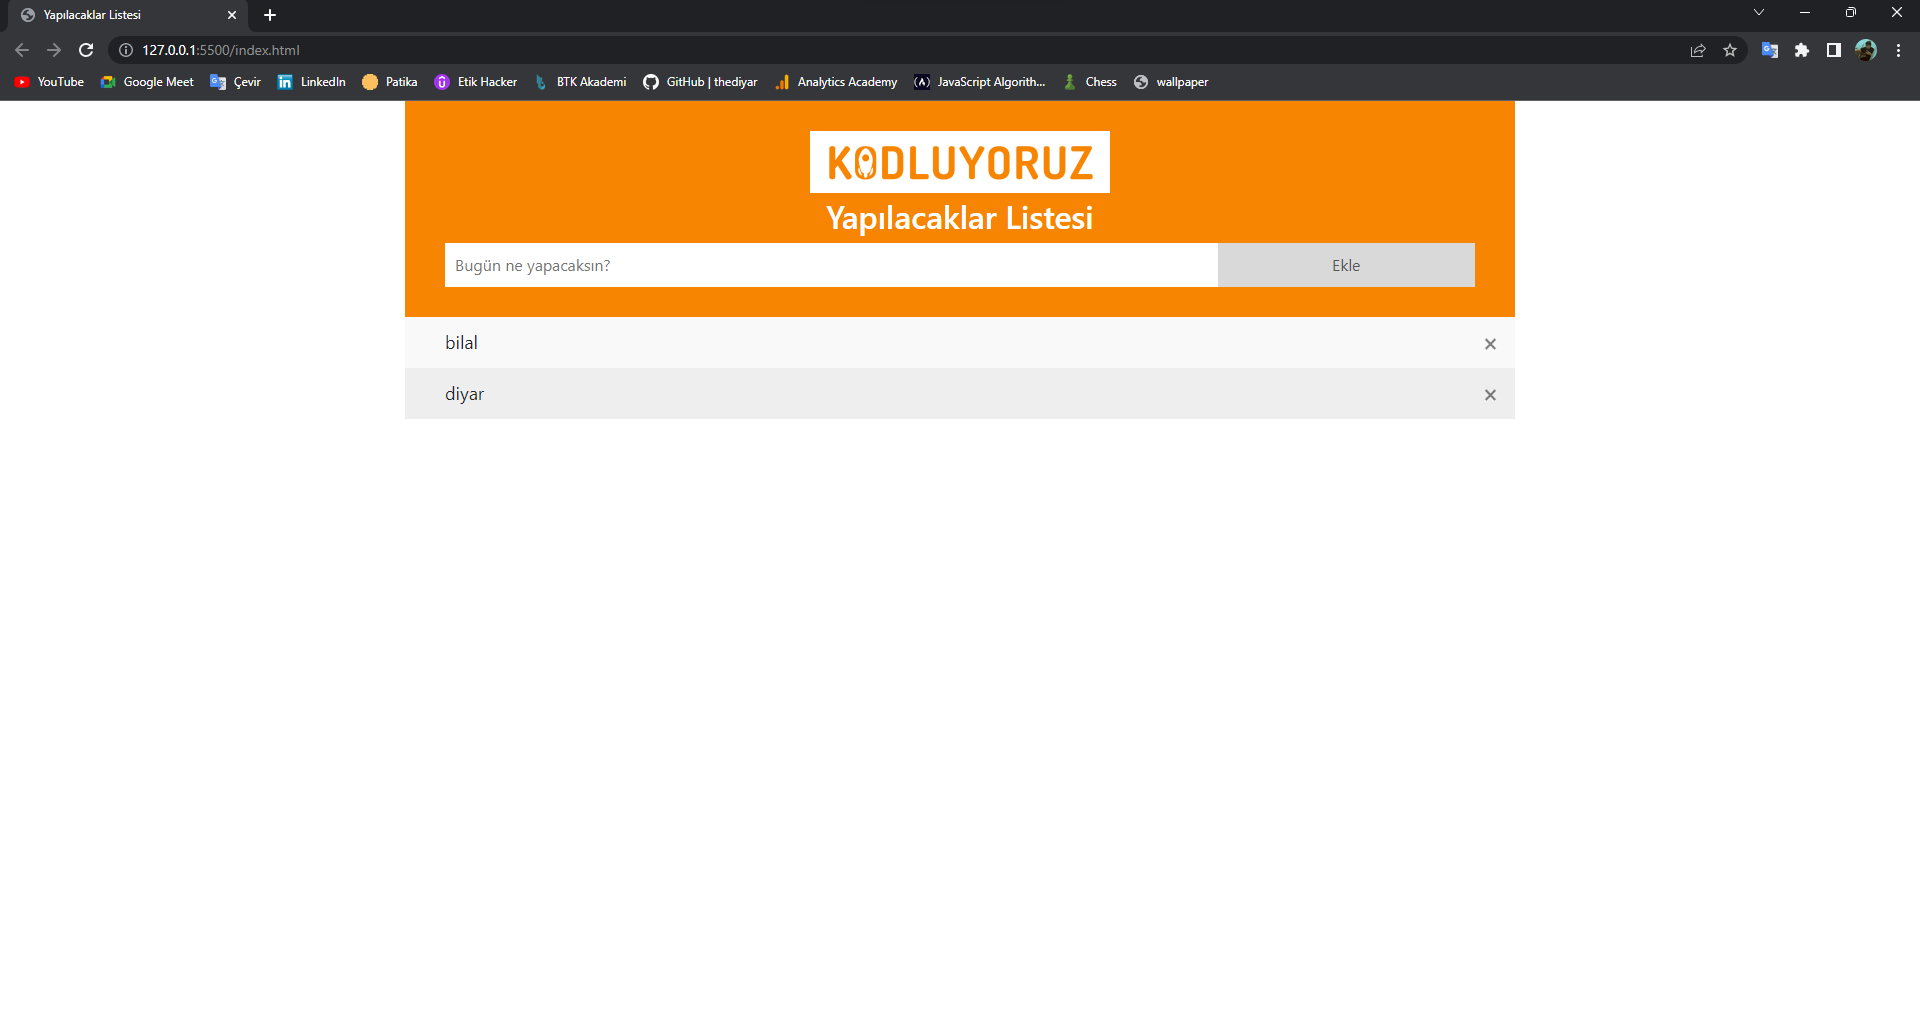 Yapılacaklar Listesi
127.0.0.1:5500/index.html
YouTube Google Meet Çevir LinkedIn Patika Etik Hacker BTK Akademi GitHub | thediyar Analytics Academy JavaScript Algorith... Chess wallpaper
KODLUYORUZ
Yapılacaklar Listesi
Bugün ne yapacaksın? Ekle
bilal
diyar